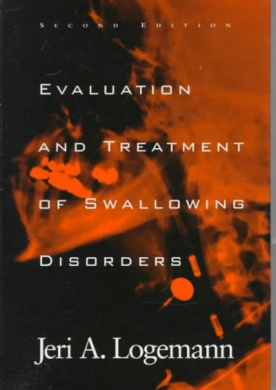 SECOND EDITION
EVALUATION
AND TREATMENT
OF SWALLOWING
DISORDERS
Jeri A. Logemann